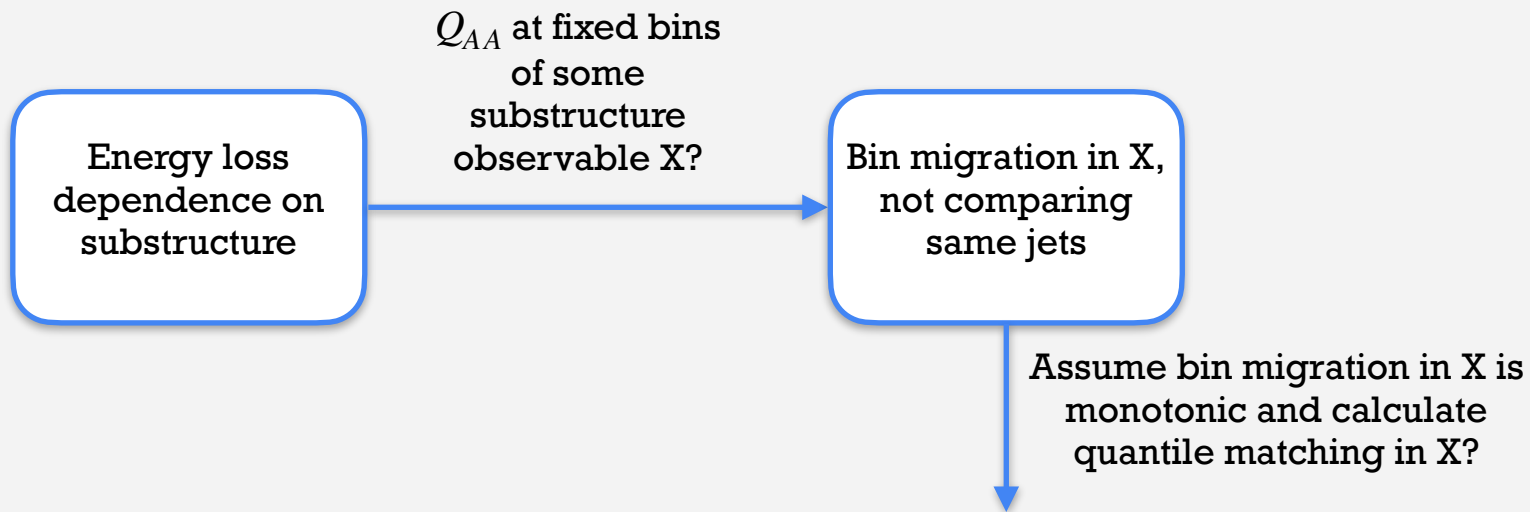 Q_{AA} at fixed bins
of some
substructure
observable X?
Energy loss
dependence on
substructure
Bin migration in X,
not comparing
same jets
Assume bin migration in X is
monotonic and calculate
quantile matching in X?